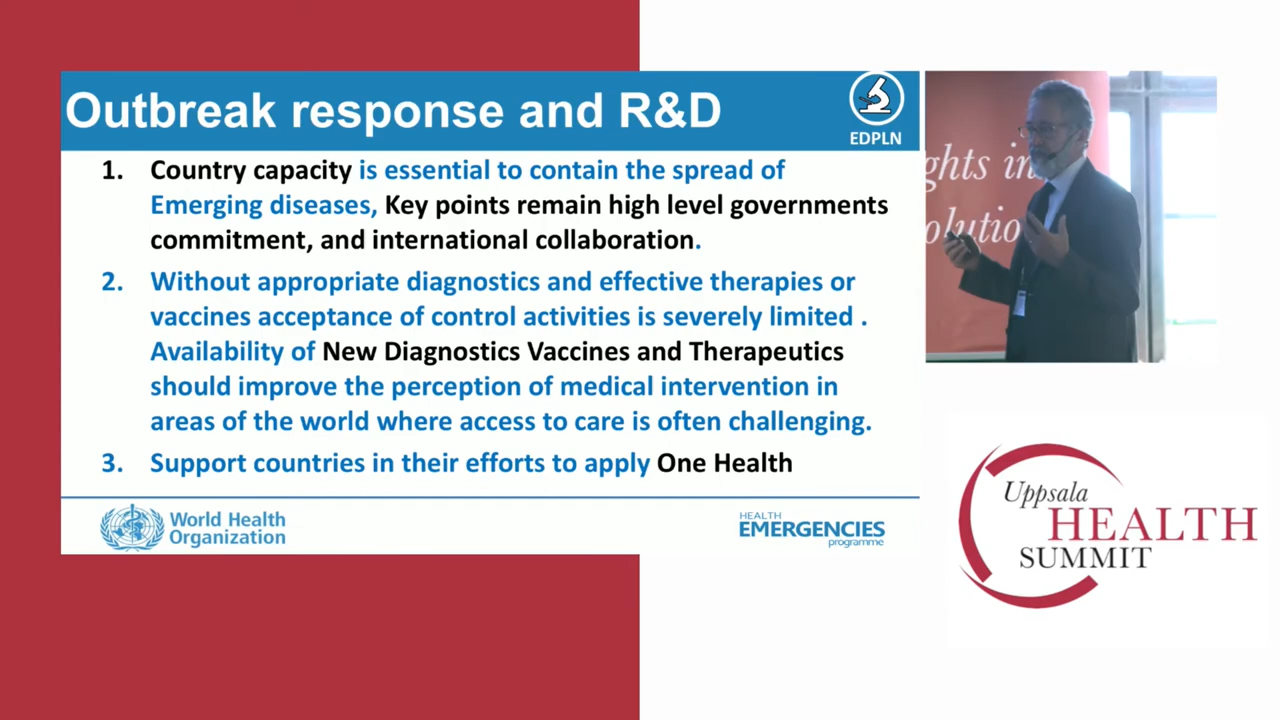 Outbreak response and R&D
EDPLN
1. Country capacity is essential to contain the spread of
Emerging diseases, Key points remain high level governments
commitment, and international collaboration.
2. Without appropriate diagnostics and effective therapies or
vaccines acceptance of control activities is severely limited .
Availability of New Diagnostics Vaccines and Therapeutics
should improve the perception of medical intervention in
areas of the world where access to care is often challenging.
3. Support countries in their efforts to apply One Health
World Health
Organization
HEALTH
EMERGENCIES
programme
ghts in
olutio
Uppsala
HEALTH
SUMMIT